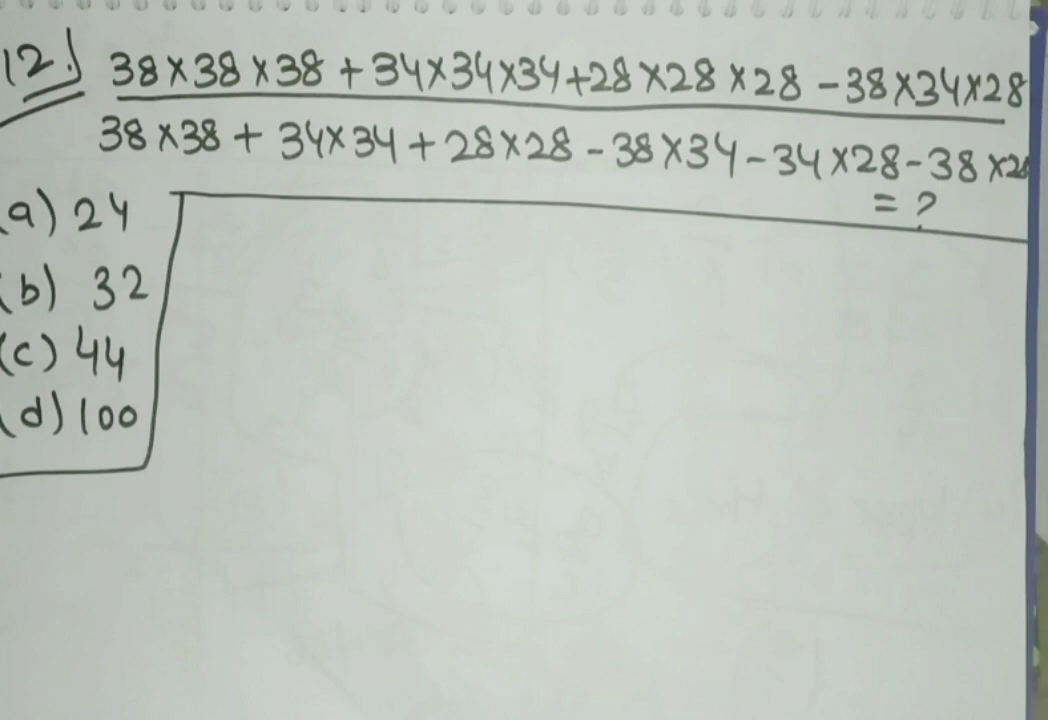 12.) 38×38×38 + 34×34×34+28×28×28 -38×34×28
38×38+ 34×34+28×28-38×34-34×28-38×28
= ?
(a) 24
(b) 32
(c) 44
(d) 100